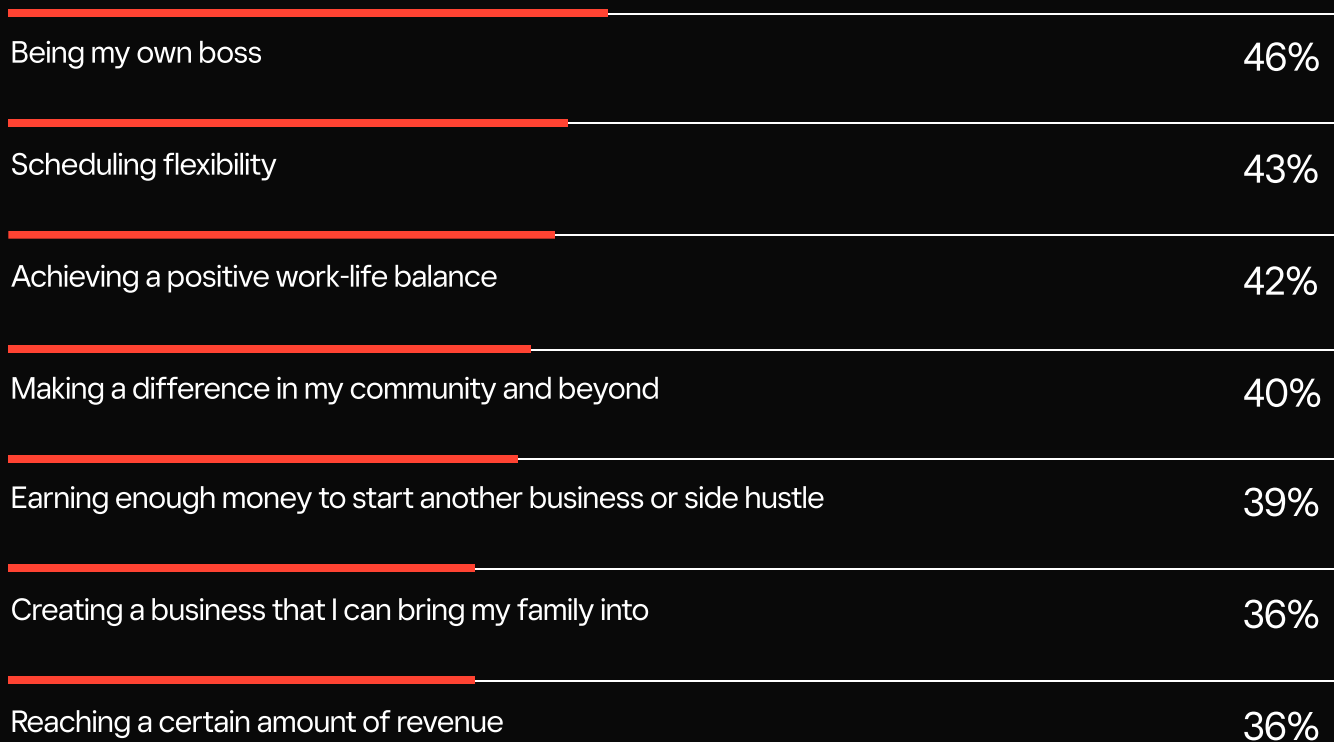 Being my own boss 46%
Scheduling flexibility 43%
Achieving a positive work-life balance 42%
Making a difference in my community and beyond 40%
Earning enough money to start another business or side hustle 39%
Creating a business that I can bring my family into 36%
Reaching a certain amount of revenue 36%